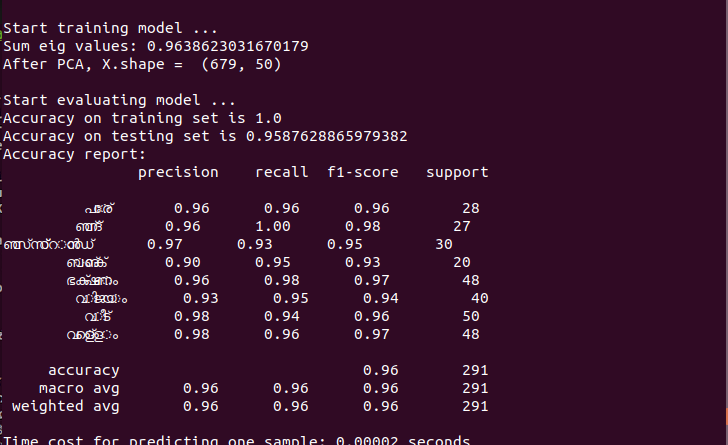 Start training model ...
Sum eig values: 0.9638623031670179
After PCA, X.shape =  (679, 50)
Start evaluating model ...
Accuracy on training set is 1.0
Accuracy on testing set is 0.9587628865979382
Accuracy report:
precision recall f1-score support
പേര് 0.96 0.96 0.96 28
0.96 1.00 0.98 27
0.97 0.93 0.95 30
ബാങ്ക് 0.90 0.95 0.93 20
ഭക്ഷണം 0.96 0.98 0.97 48
വിജയം 0.93 0.95 0.94 40
വീട് 0.98 0.94 0.96 50
വെള്ളം 0.98 0.96 0.97 48
accuracy 0.96 291
macro avg 0.96 0.96 0.96 291
weighted avg 0.96 0.96 0.96 291
Time cost for predicting one sample: 0.00002 seconds